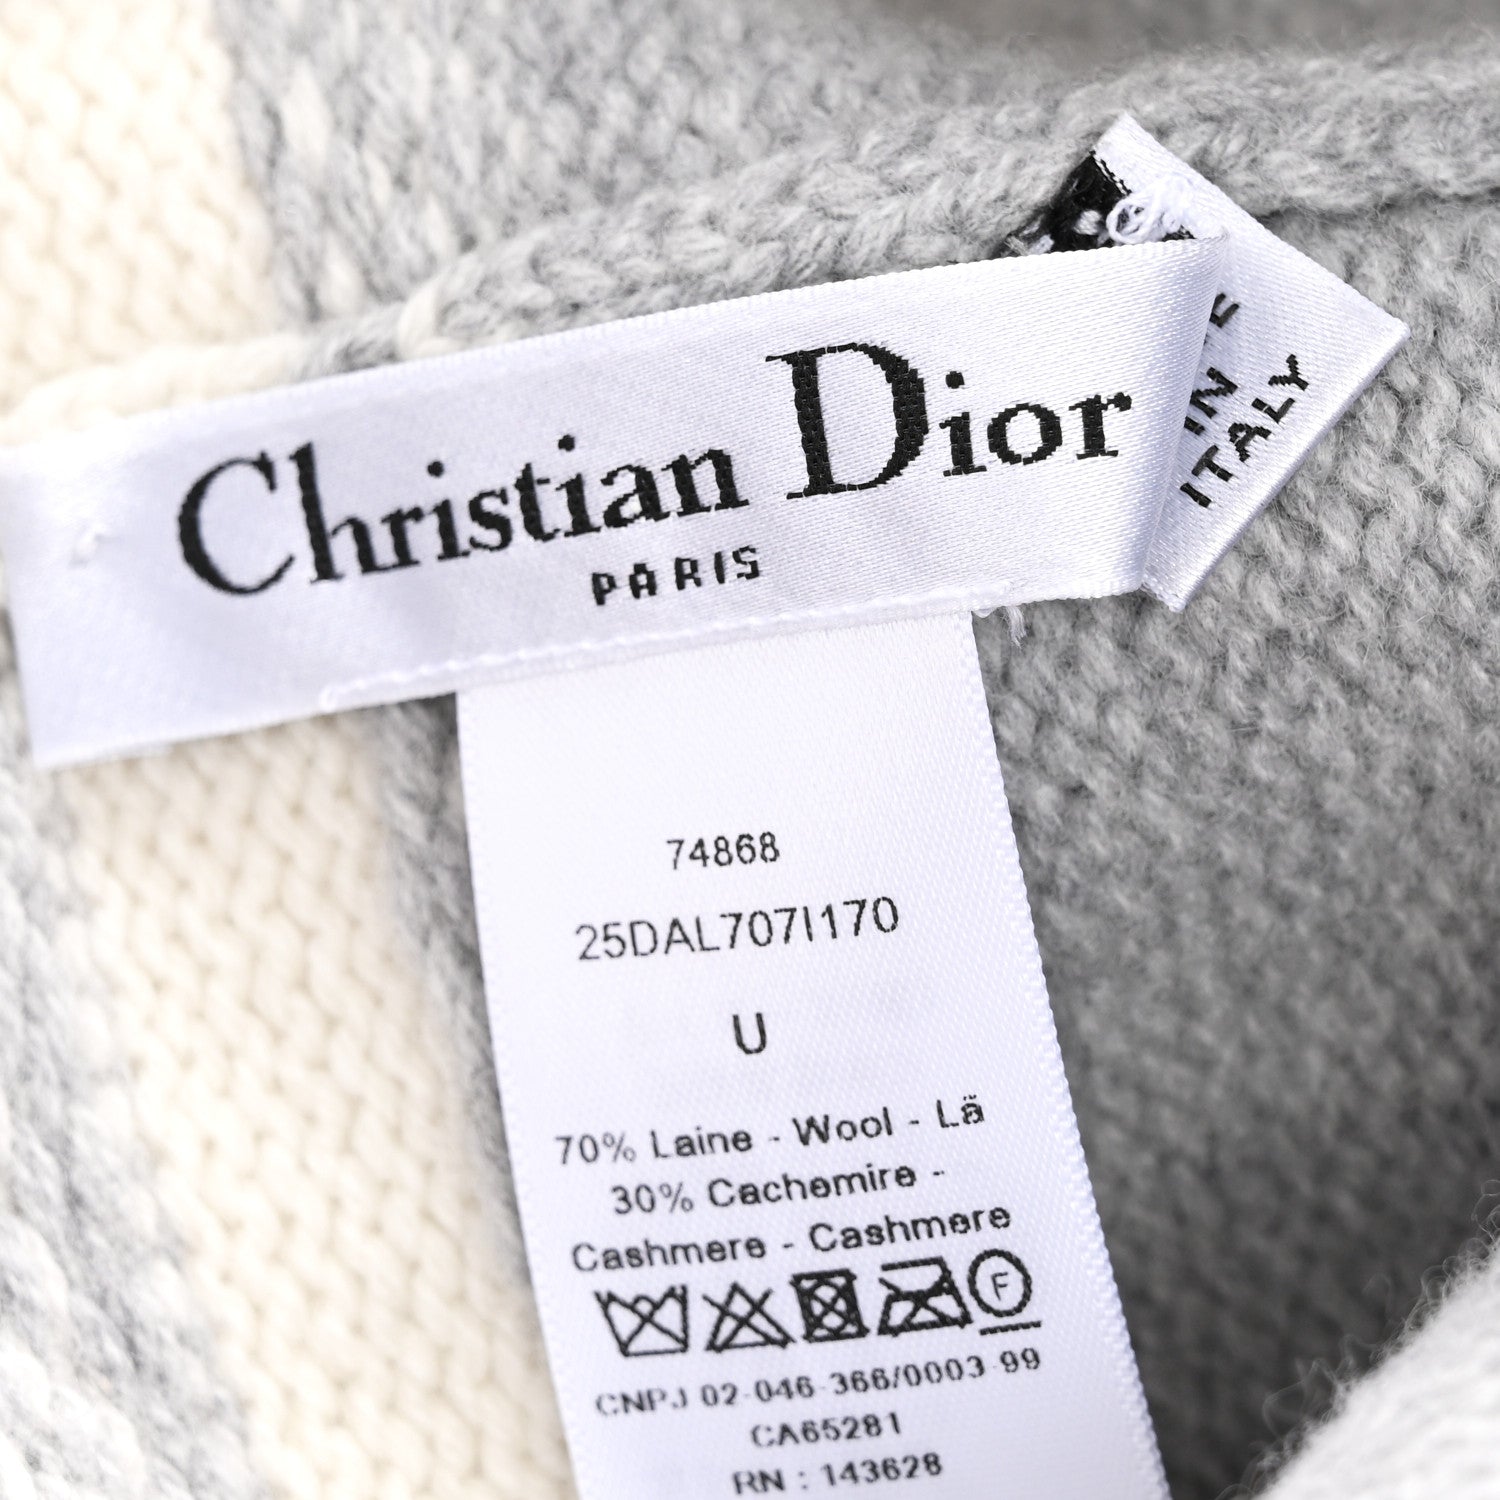 Christian Dior
PARIS
IN
ITALY
74868
25DAL707I170
U
70% Laine - Wool - Lã
30% Cachemire -
Cashmere - Cashmere
F
CNPJ 02-046-366/0003-99
CA65281
RN : 143628